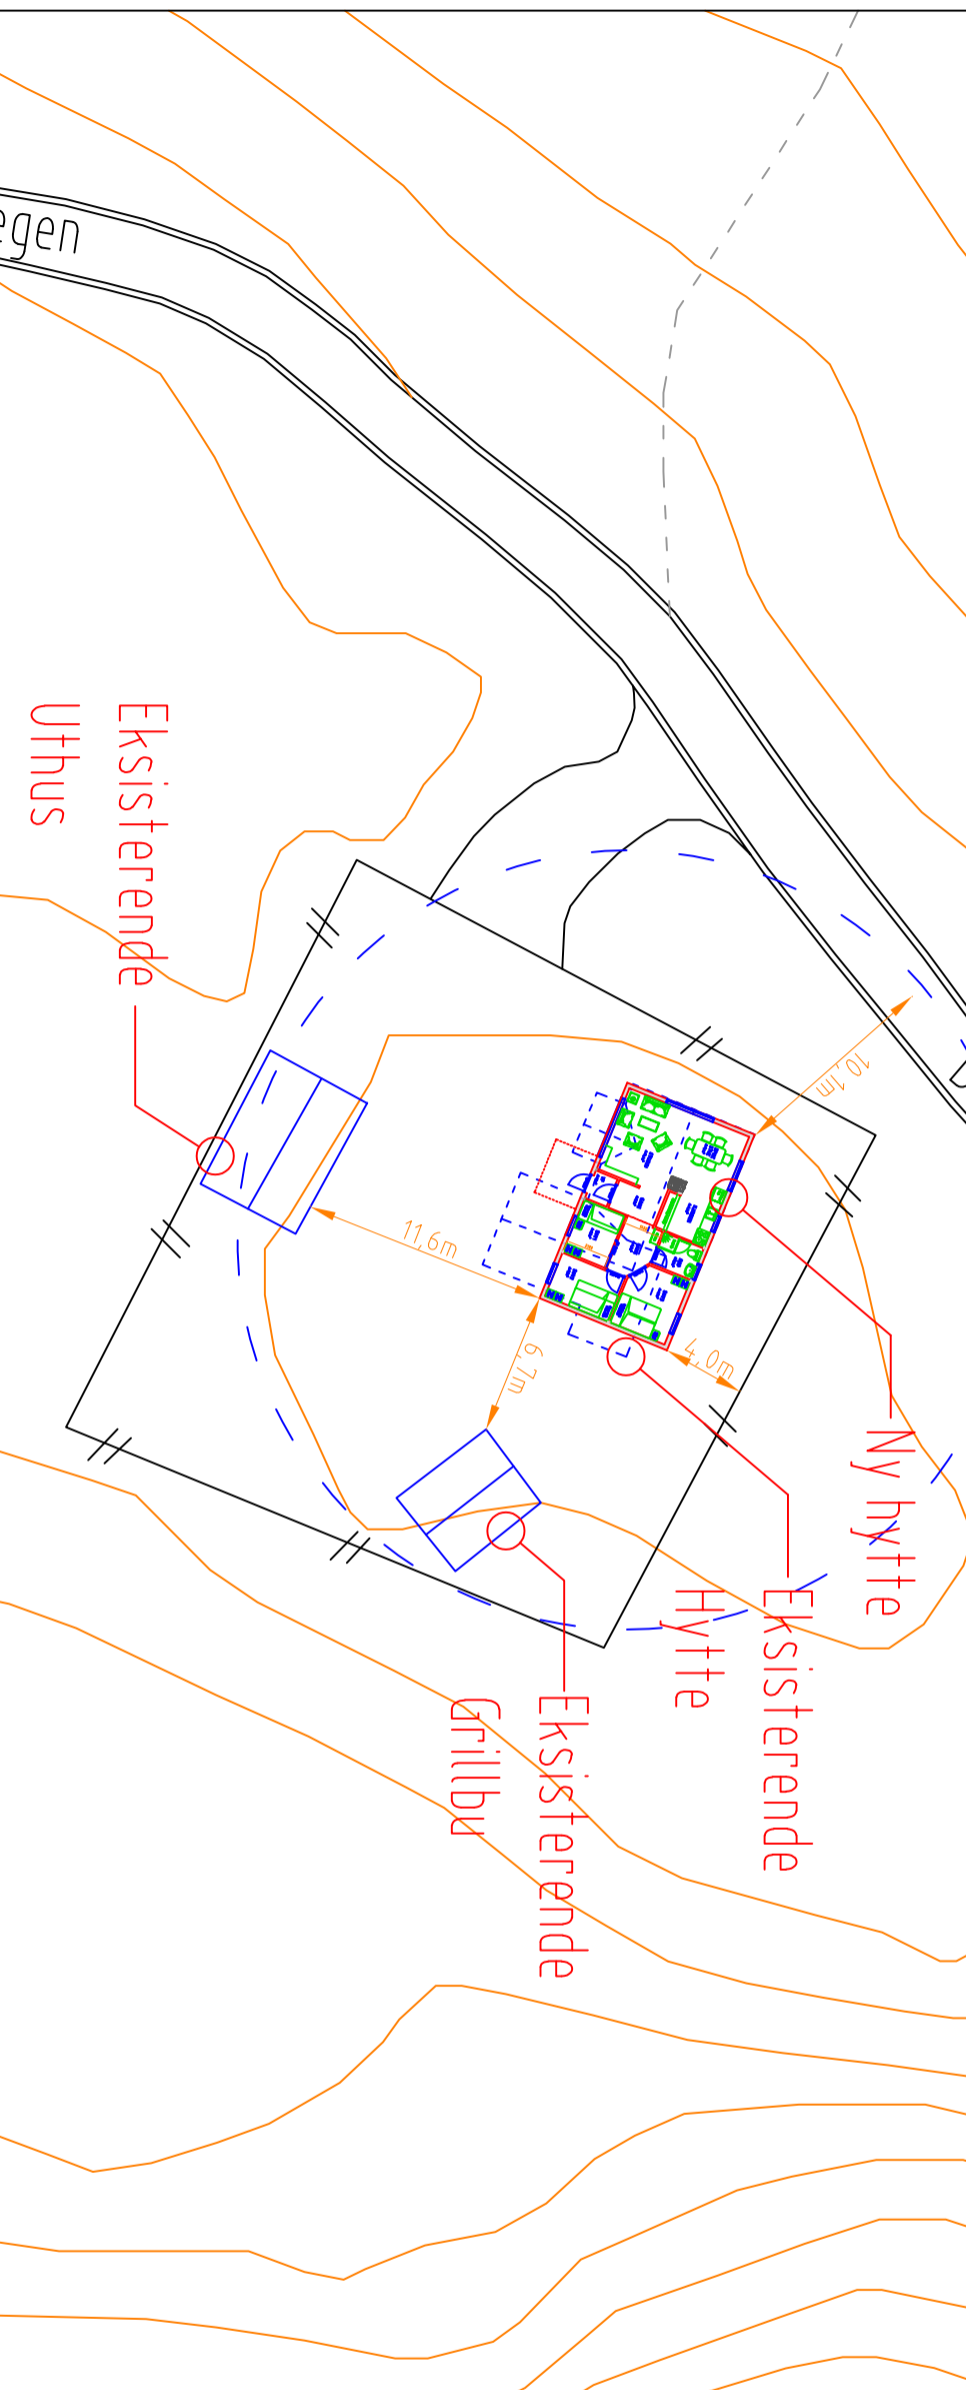 egen
10,1m
11,6m
6,7m
4,0m
Ny hytte
Eksisterende
Hytte
Eksisterende
Grillbu
Eksisterende
Uthus